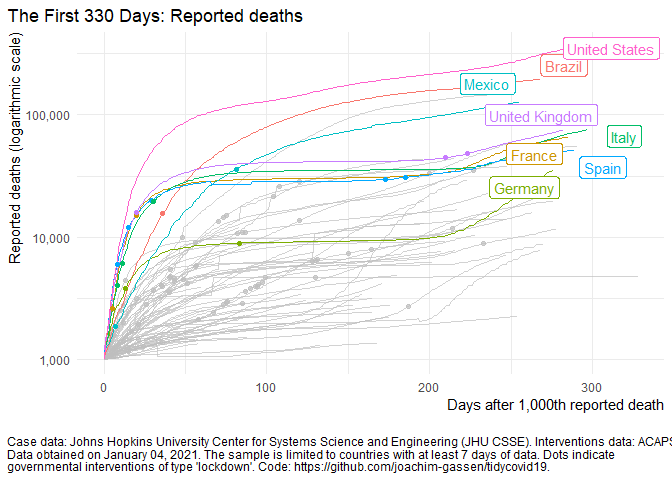 The First 330 Days: Reported deaths
Reported deaths (logarithmic scale)
100,000
10,000
1,000
United States
Brazil
Mexico
United Kingdom
Italy
France
Spain
Germany
0
100
200
300
Days after 1,000th reported death
Case data: Johns Hopkins University Center for Systems Science and Engineering (JHU CSSE). Interventions data: ACAPS
Data obtained on January 04, 2021. The sample is limited to countries with at least 7 days of data. Dots indicate
governmental interventions of type 'lockdown'. Code: https://github.com/joachim-gassen/tidycovid19.